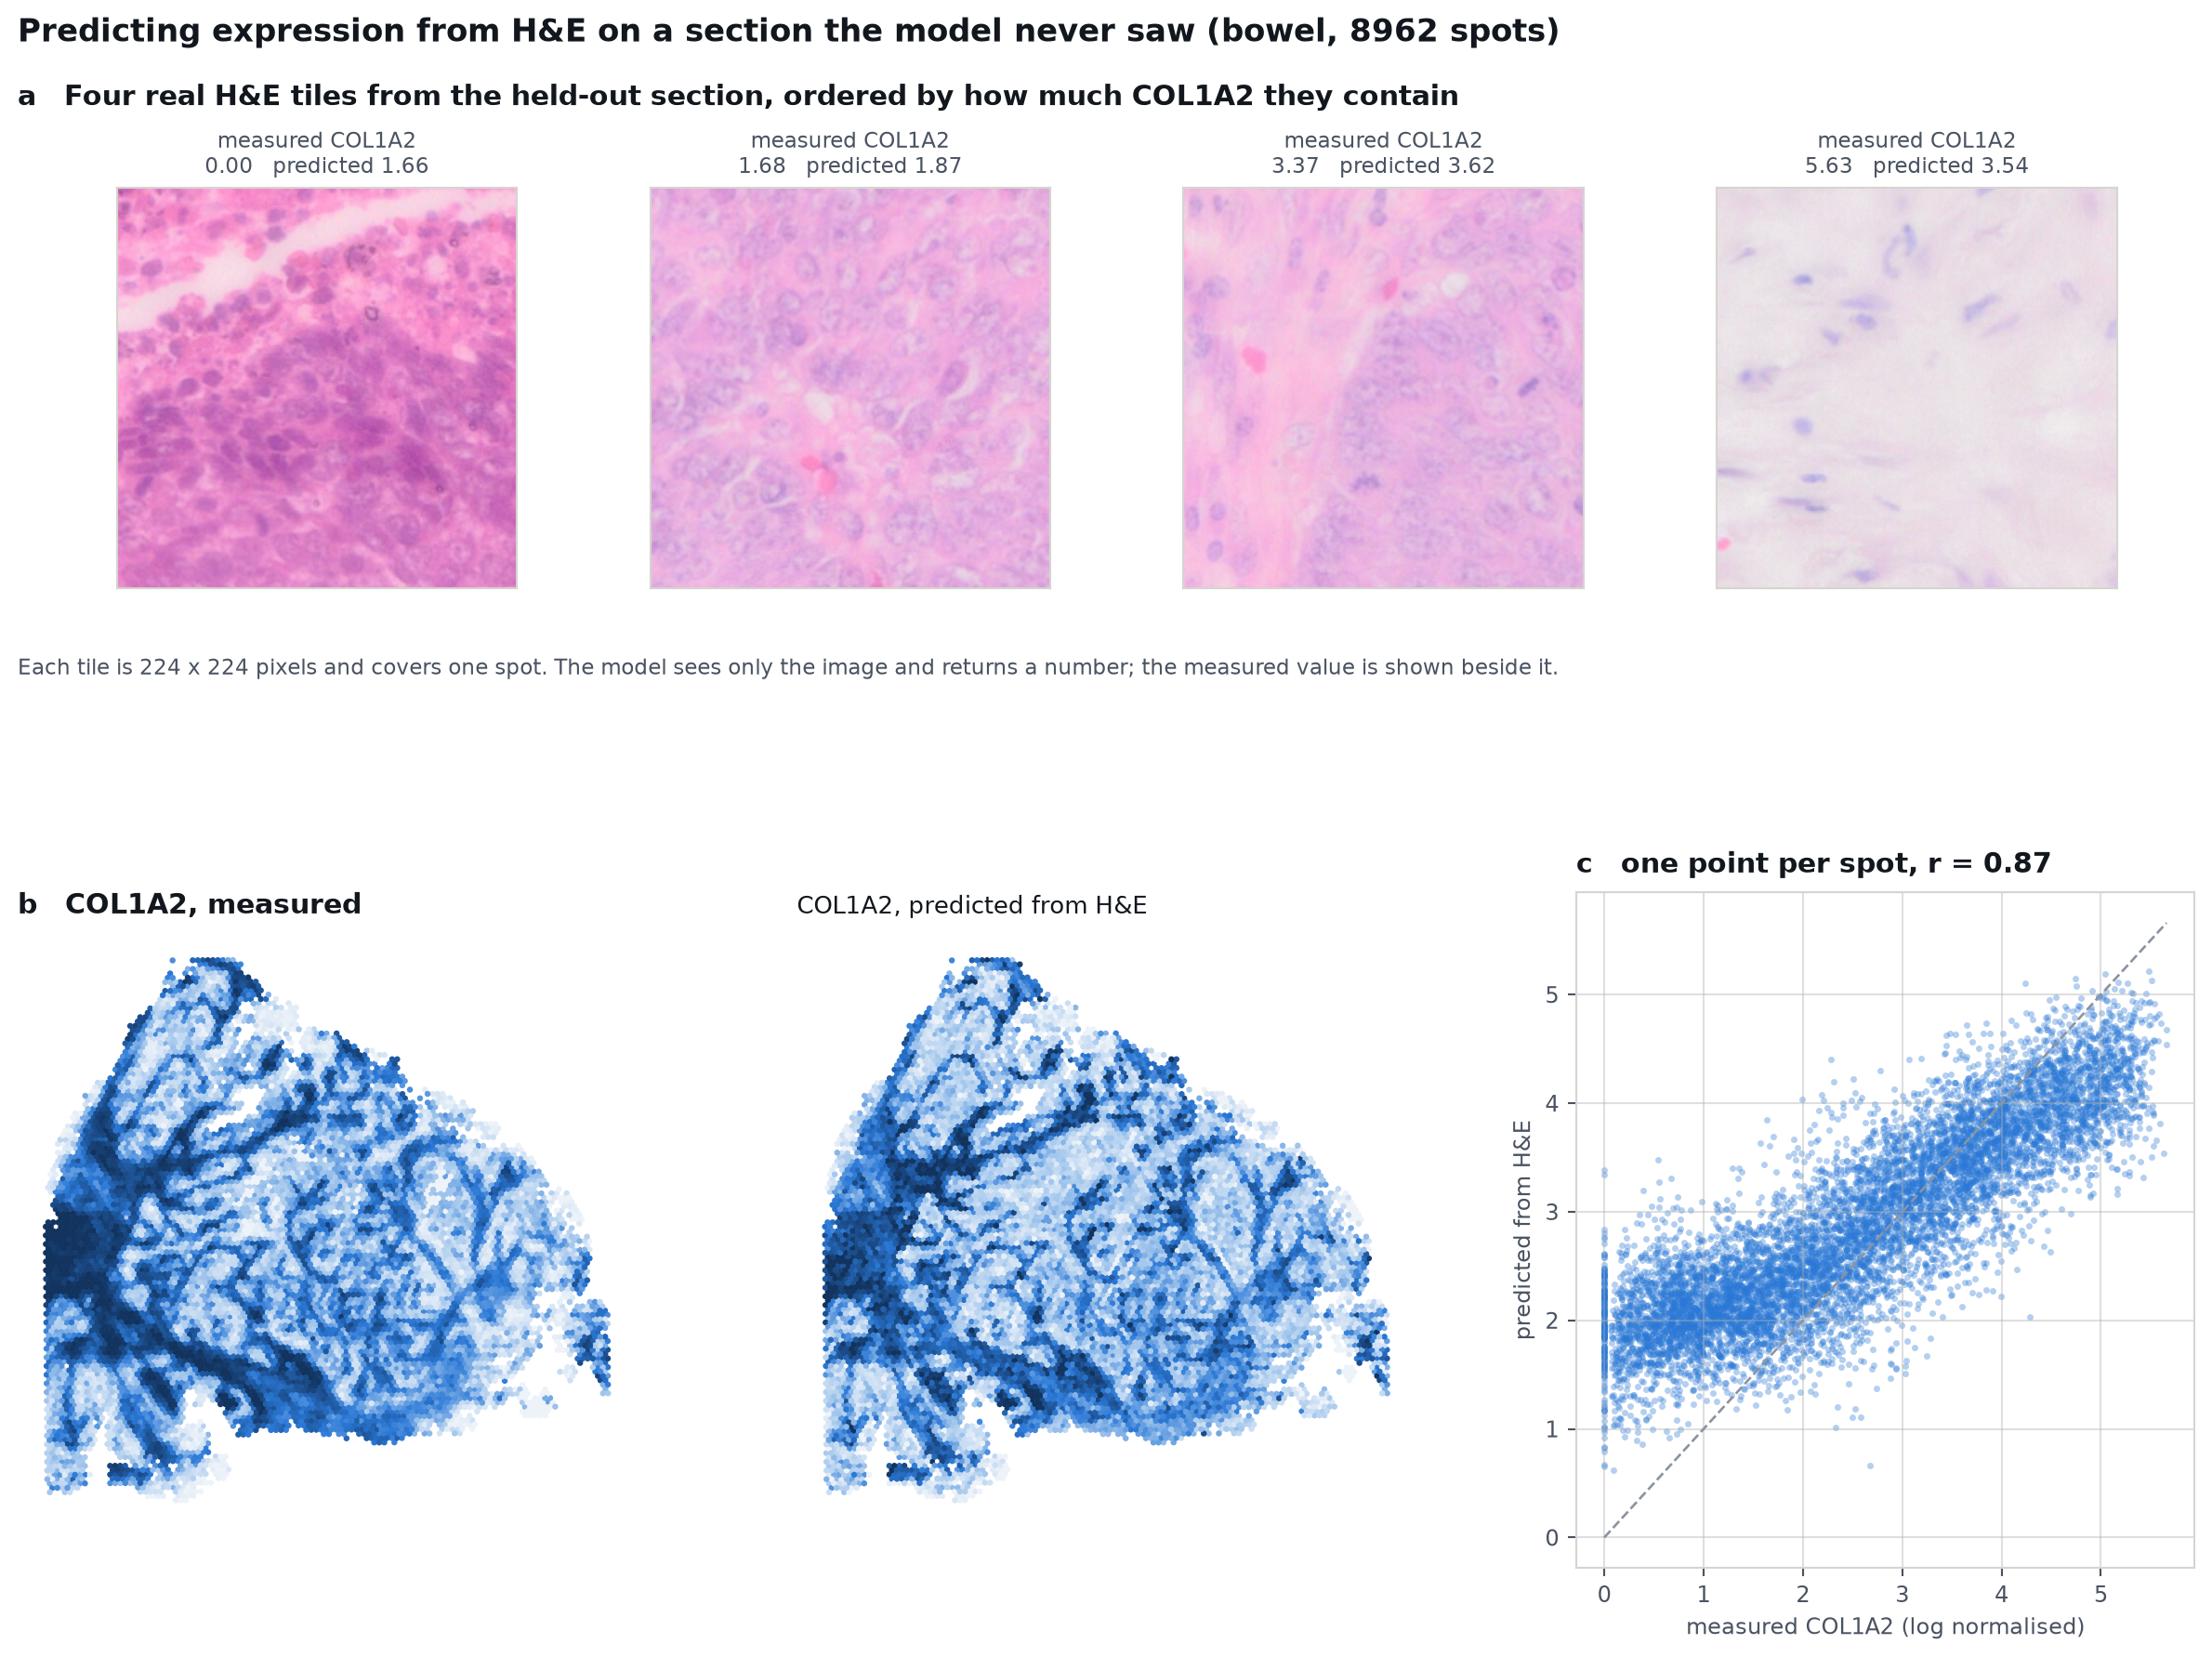 Predicting expression from H&E on a section the model never saw (bowel, 8962 spots)
a Four real H&E tiles from the held-out section, ordered by how much COL1A2 they contain
measured COL1A2
0.00 predicted 1.66
measured COL1A2
1.68 predicted 1.87
measured COL1A2
3.37 predicted 3.62
measured COL1A2
5.63 predicted 3.54
Each tile is 224 x 224 pixels and covers one spot. The model sees only the image and returns a number; the measured value is shown beside it.
b COL1A2, measured
COL1A2, predicted from H&E
c one point per spot, r = 0.87
predicted from H&E
5
4
3
2
1
0
0 1 2 3 4 5
measured COL1A2 (log normalised)